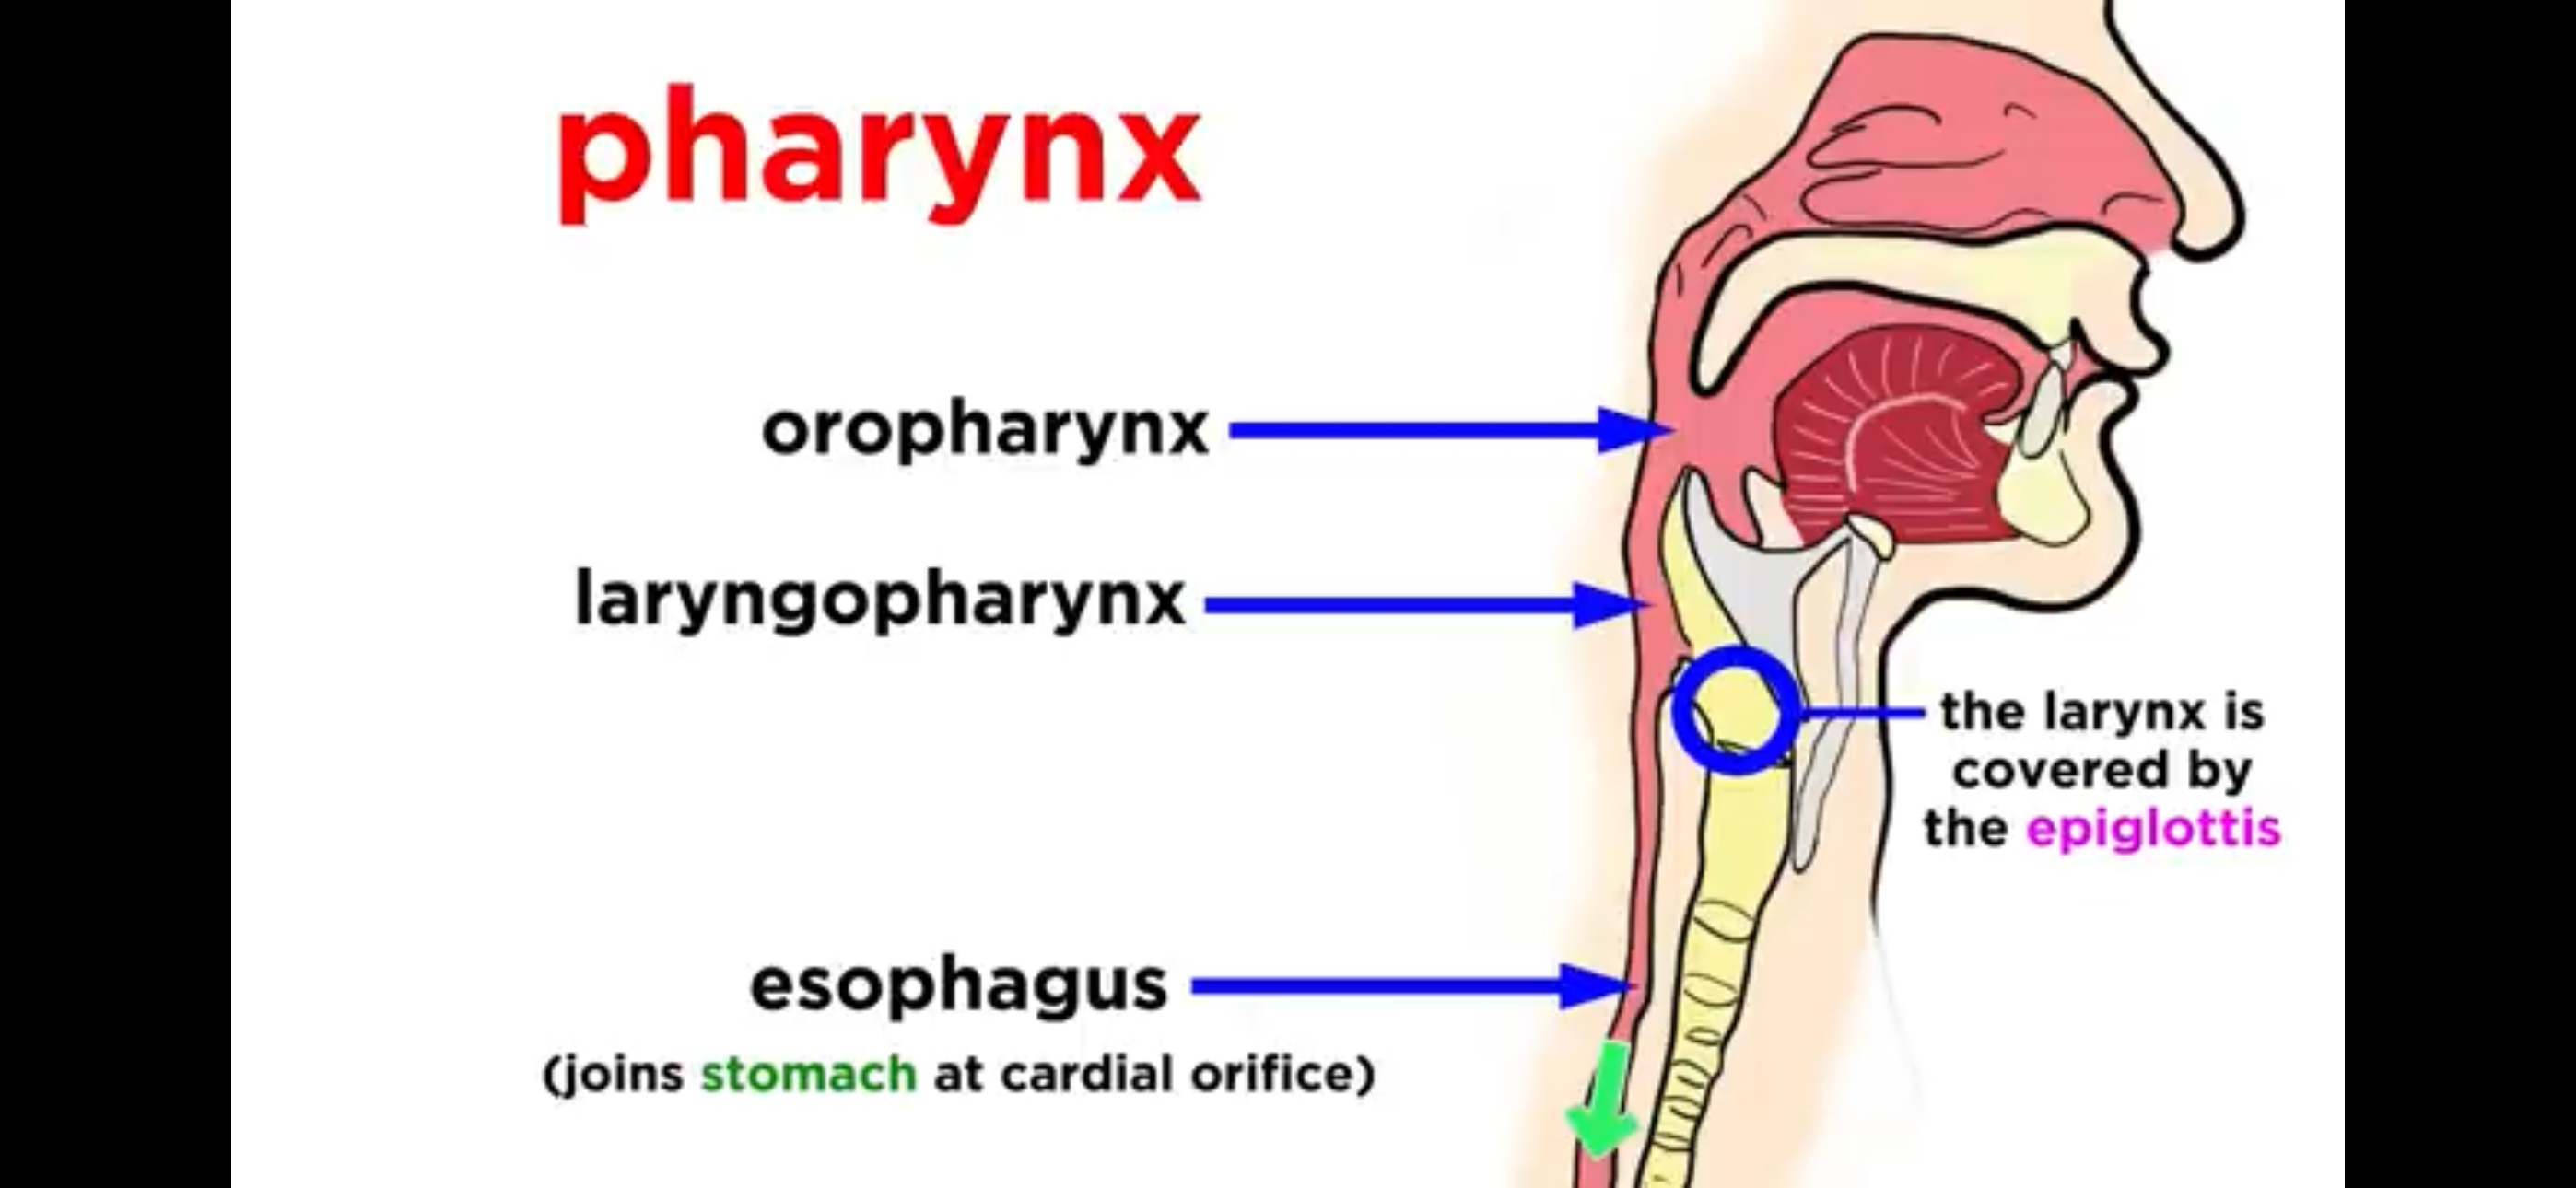 pharynx
oropharynx
laryngopharynx
the larynx is
covered by
the epiglottis
esophagus
(joins stomach at cardial orifice)